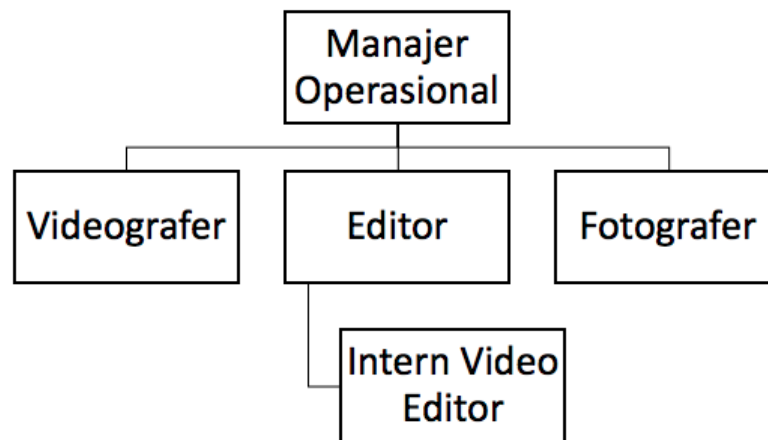 Manajer
Operasional
Videografer
Editor
Fotografer
Intern Video
Editor